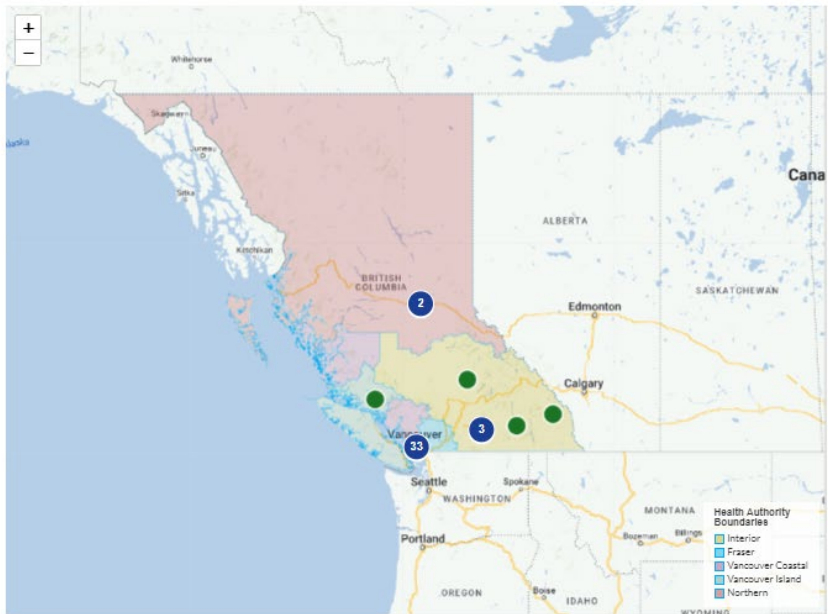 +
−
Whitehorse
Skagway
Juneau
alaska
Sitka
Cana
ALBERTA
Ketchikan
BRITISH
COLUMBIA
SASKATCHEWAN
2
Edmonton
Calgary
3
Vancouver
33
Seattle
Spokane
WASHINGTON
MONTANA
Health Authority
Boundaries
Interior
Fraser
Vancouver Coastal
Vancouver Island
Northern
Portland
Bozeman
Billings
OREGON
Boise
IDAHO
WYOMING